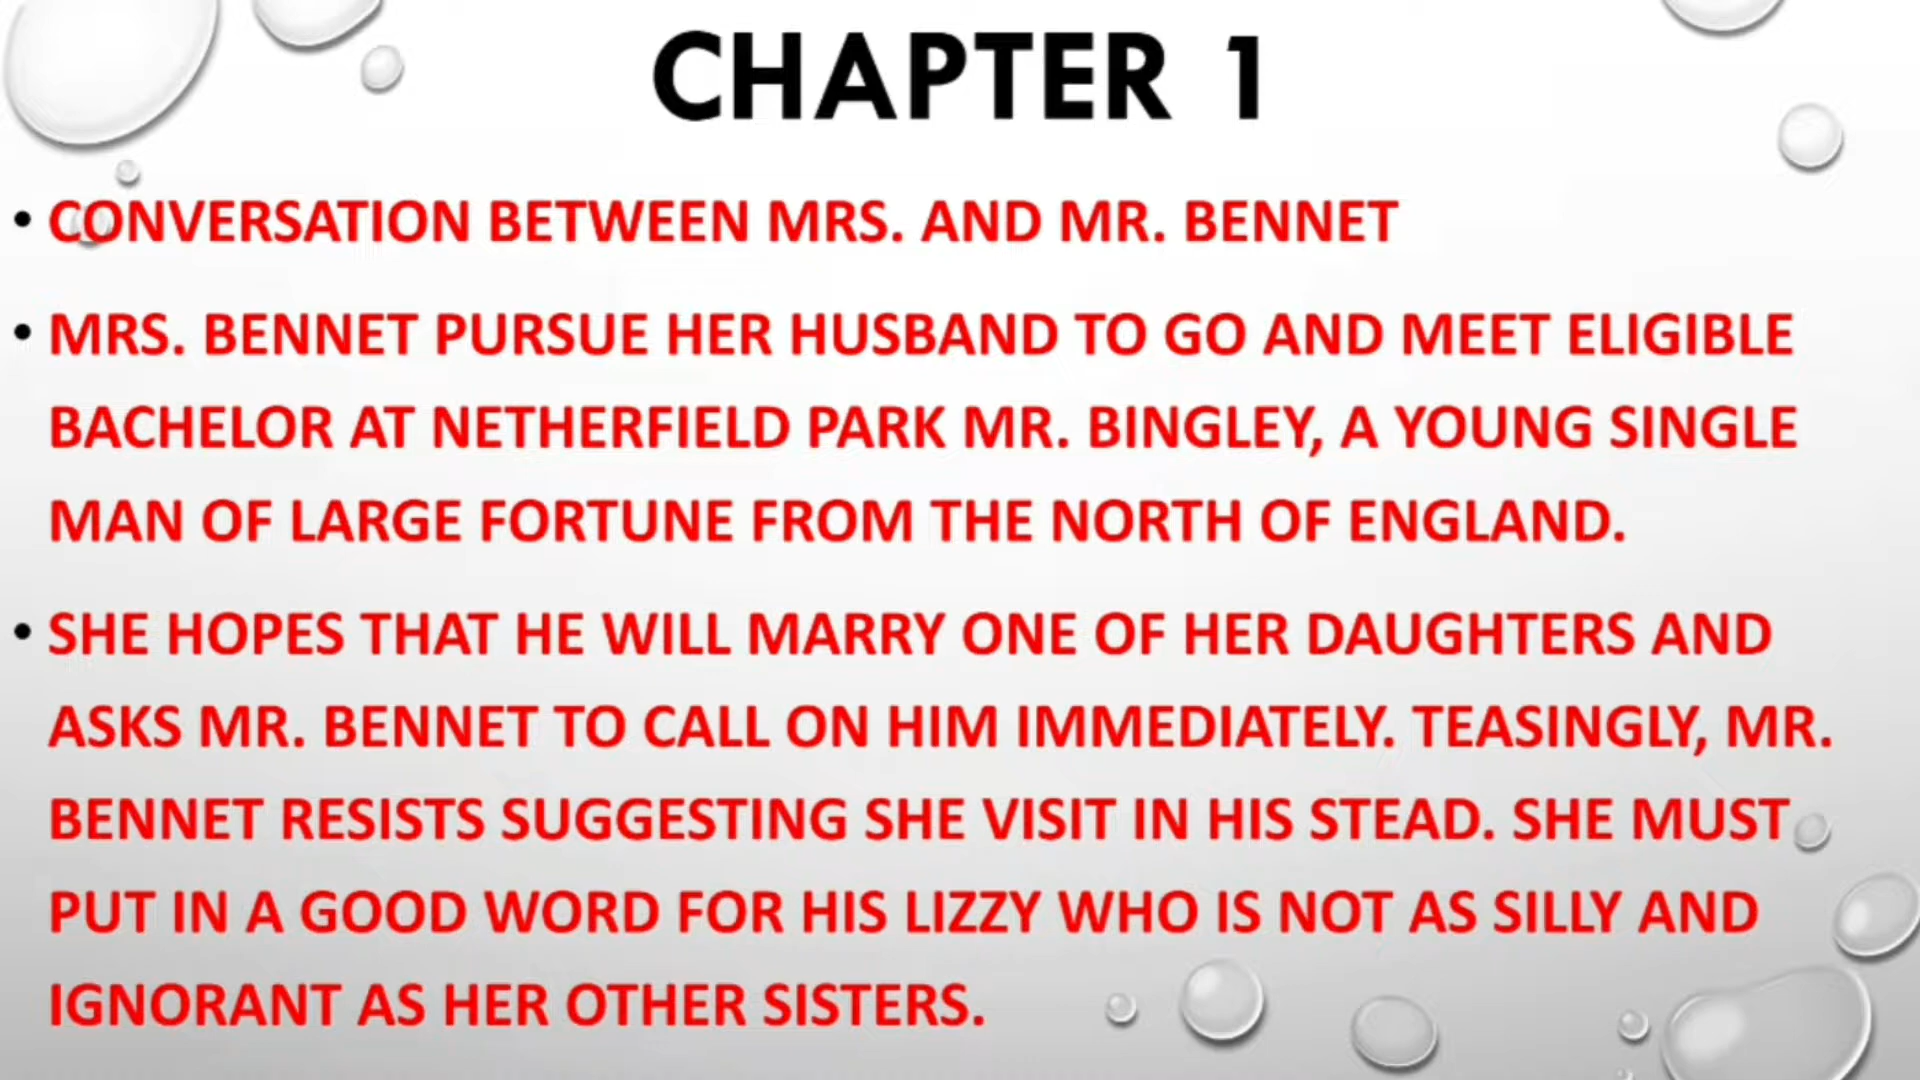 CHAPTER 1
• CONVERSATION BETWEEN MRS. AND MR. BENNET
• MRS. BENNET PURSUE HER HUSBAND TO GO AND MEET ELIGIBLE
BACHELOR AT NETHERFIELD PARK MR. BINGLEY, A YOUNG SINGLE
MAN OF LARGE FORTUNE FROM THE NORTH OF ENGLAND.
• SHE HOPES THAT HE WILL MARRY ONE OF HER DAUGHTERS AND
ASKS MR. BENNET TO CALL ON HIM IMMEDIATELY. TEASINGLY, MR.
BENNET RESISTS SUGGESTING SHE VISIT IN HIS STEAD. SHE MUST
PUT IN A GOOD WORD FOR HIS LIZZY WHO IS NOT AS SILLY AND
IGNORANT AS HER OTHER SISTERS.